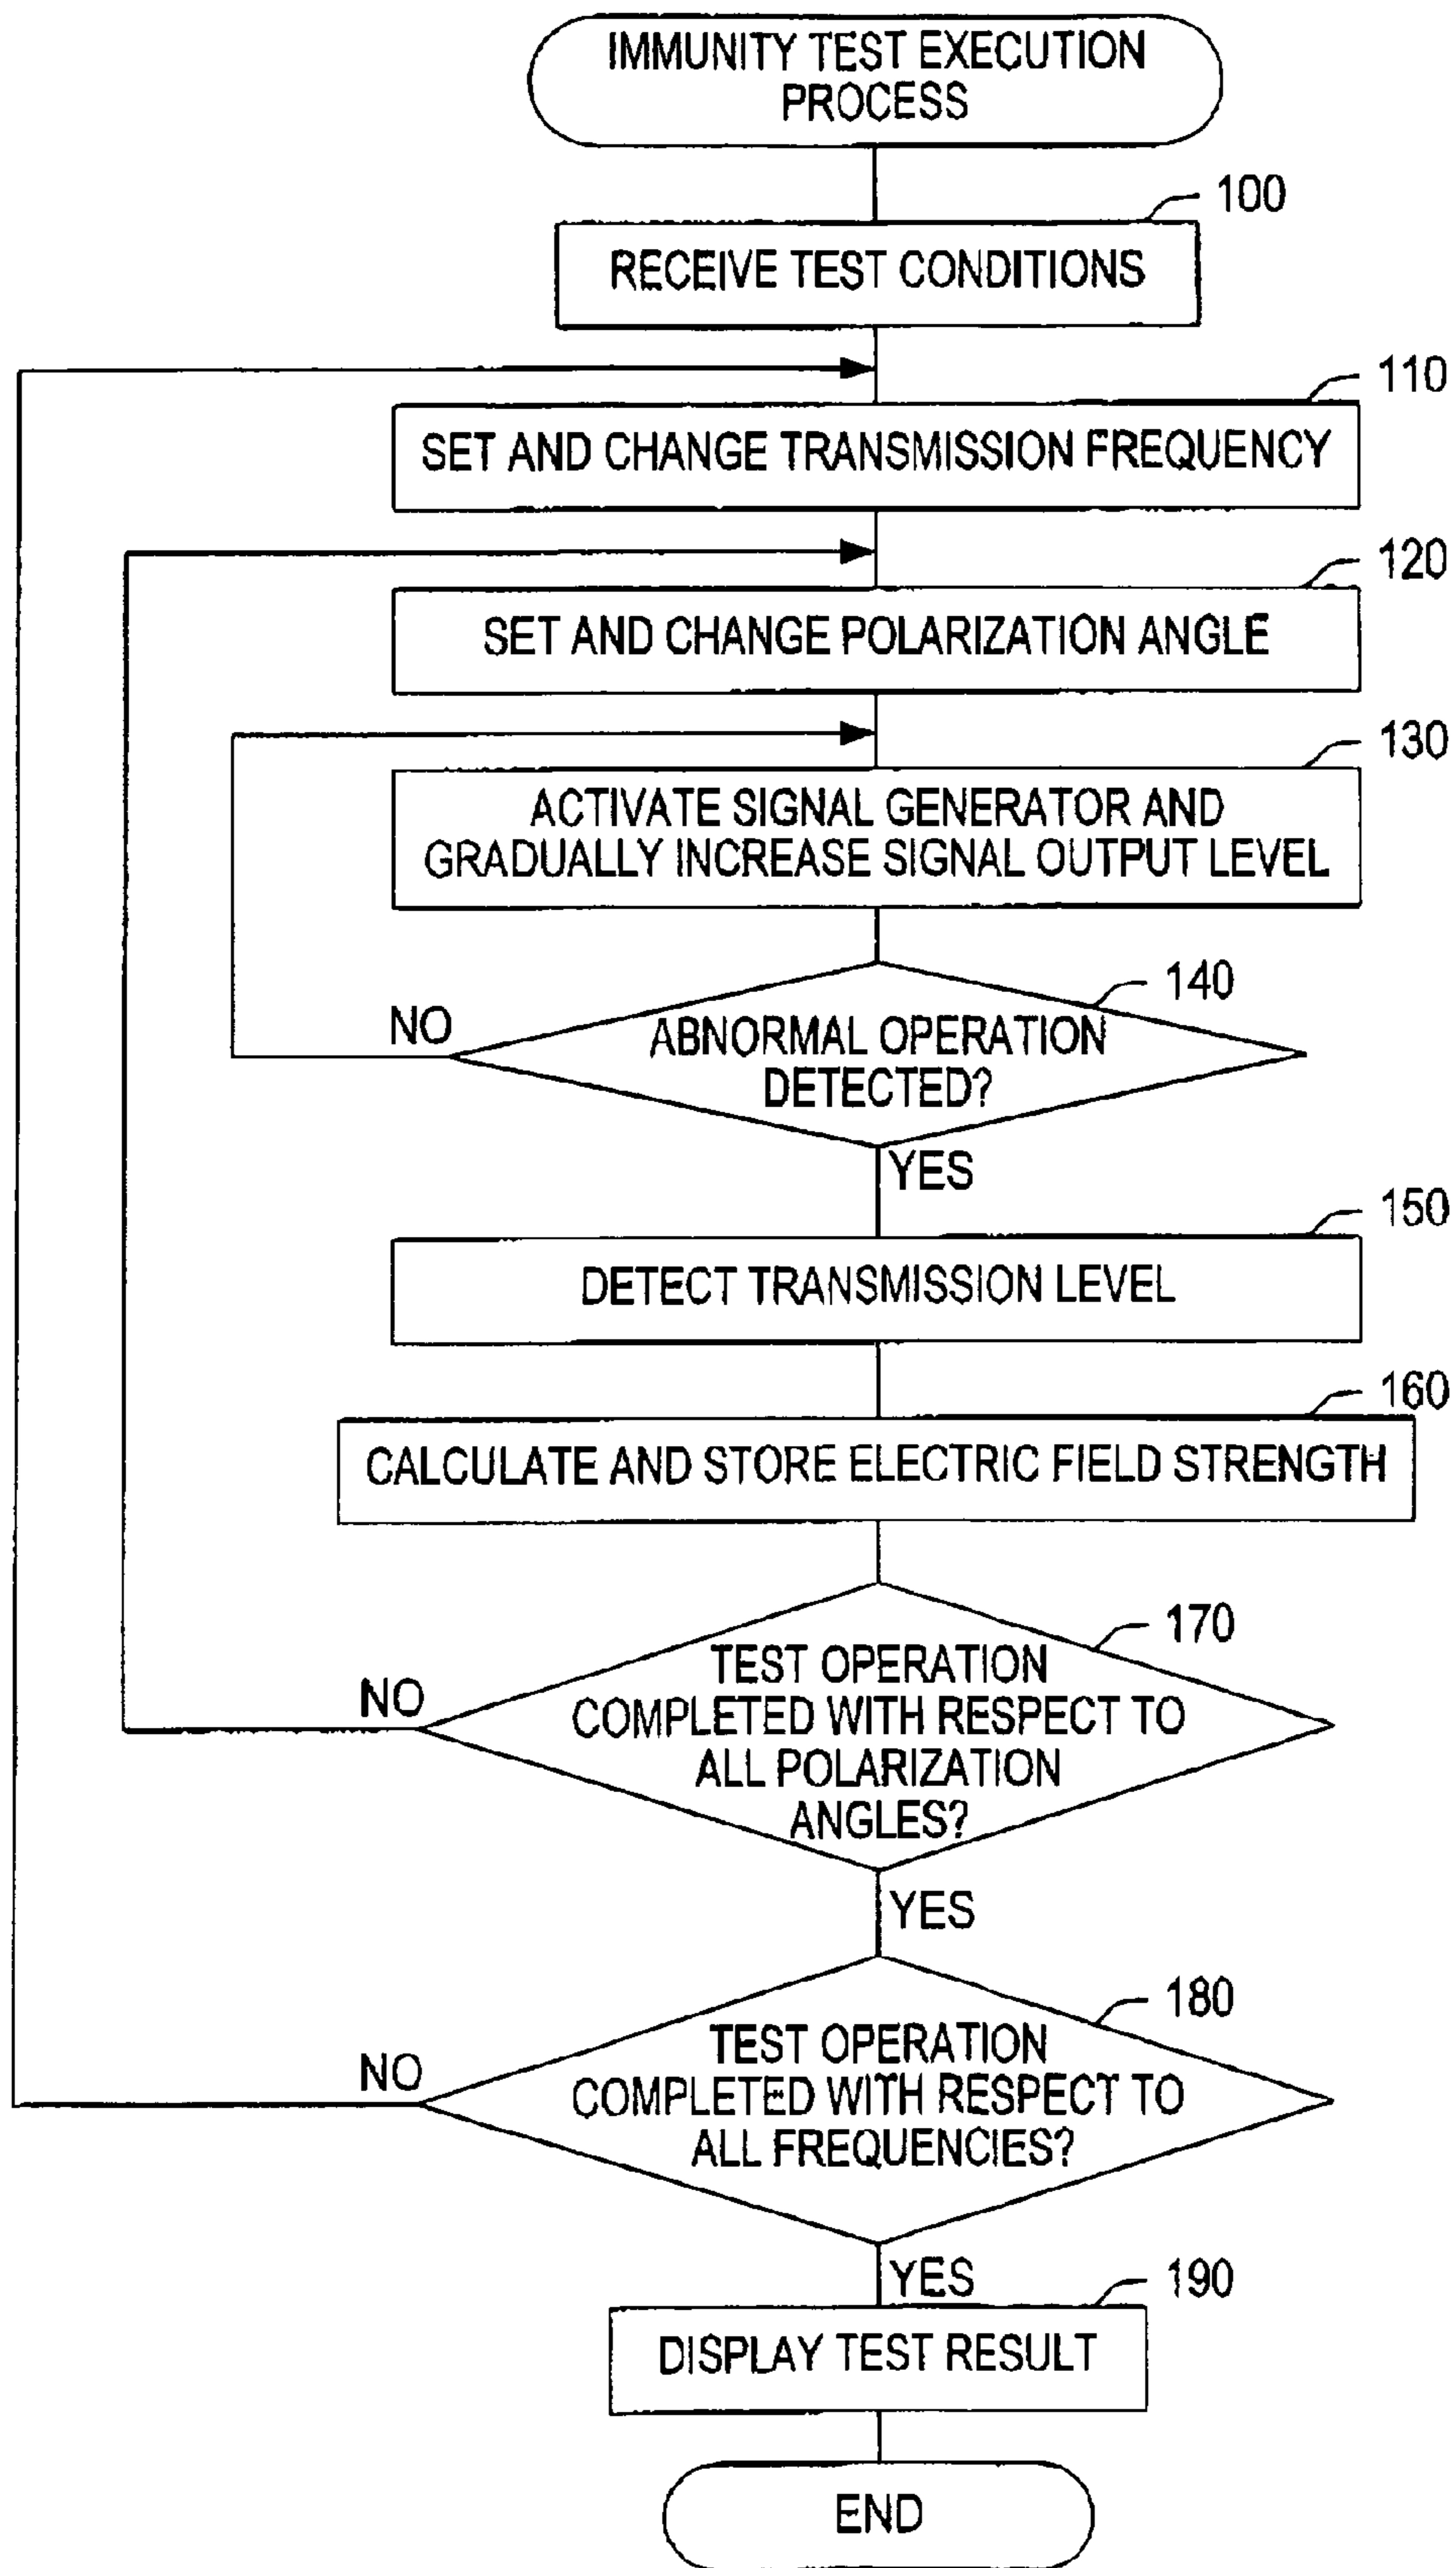 IMMUNITY TEST EXECUTION
PROCESS
100
RECEIVE TEST CONDITIONS
110
SET AND CHANGE TRANSMISSION FREQUENCY
120
SET AND CHANGE POLARIZATION ANGLE
130
ACTIVATE SIGNAL GENERATOR AND
GRADUALLY INCREASE SIGNAL OUTPUT LEVEL
140
NO
ABNORMAL OPERATION
DETECTED?
YES
150
DETECT TRANSMISSION LEVEL
160
CALCULATE AND STORE ELECTRIC FIELD STRENGTH
170
NO
TEST OPERATION
COMPLETED WITH RESPECT TO
ALL POLARIZATION
ANGLES?
YES
180
NO
TEST OPERATION
COMPLETED WITH RESPECT TO
ALL FREQUENCIES?
YES
190
DISPLAY TEST RESULT
END